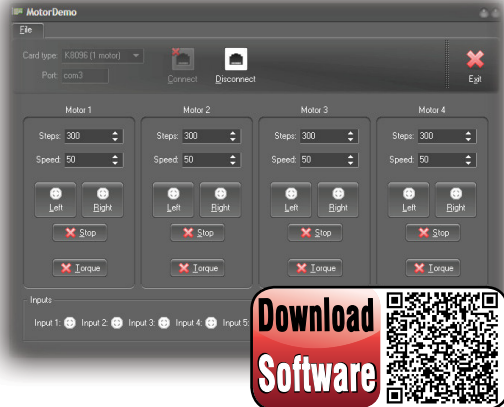 MotorDemo
File
Card type: K8096 (1 motor)
Port: com3
Connect
Disconnect
Exit
Motor 1
Motor 2
Motor 3
Motor 4
Steps: 300
Steps: 300
Steps: 300
Steps: 300
Speed: 50
Speed: 50
Speed: 50
Speed: 50
Left
Right
Left
Right
Left
Right
Left
Right
Stop
Stop
Stop
Stop
Torque
Torque
Torque
Torque
Inputs
Input 1:
Input 2:
Input 3:
Input 4:
Input 5:
Download
Software